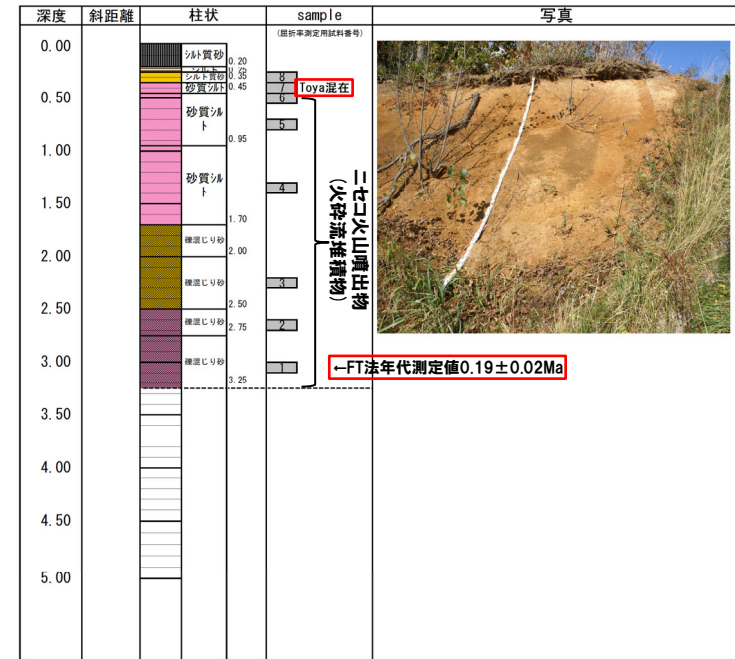 深度 斜距離 柱状 sample 写真
(屈折率測定用試料番号)
0.00
シルト質砂
0.20
シルト
0.25
シルト質砂
0.35
8
砂質シルト
0.45
7
Toya混在
0.50
6
砂質シル
ト
5
0.95
1.00
砂質シル
ト
4
1.50
1.70
ニセコ火山噴出物
(火砕流堆積物)
2.00
礫混じり砂
2.00
礫混じり砂
3
2.50
2.50
礫混じり砂
2
2.75
3.00
礫混じり砂
1
←FT法年代測定値0.19±0.02Ma
3.25
3.50
4.00
4.50
5.00